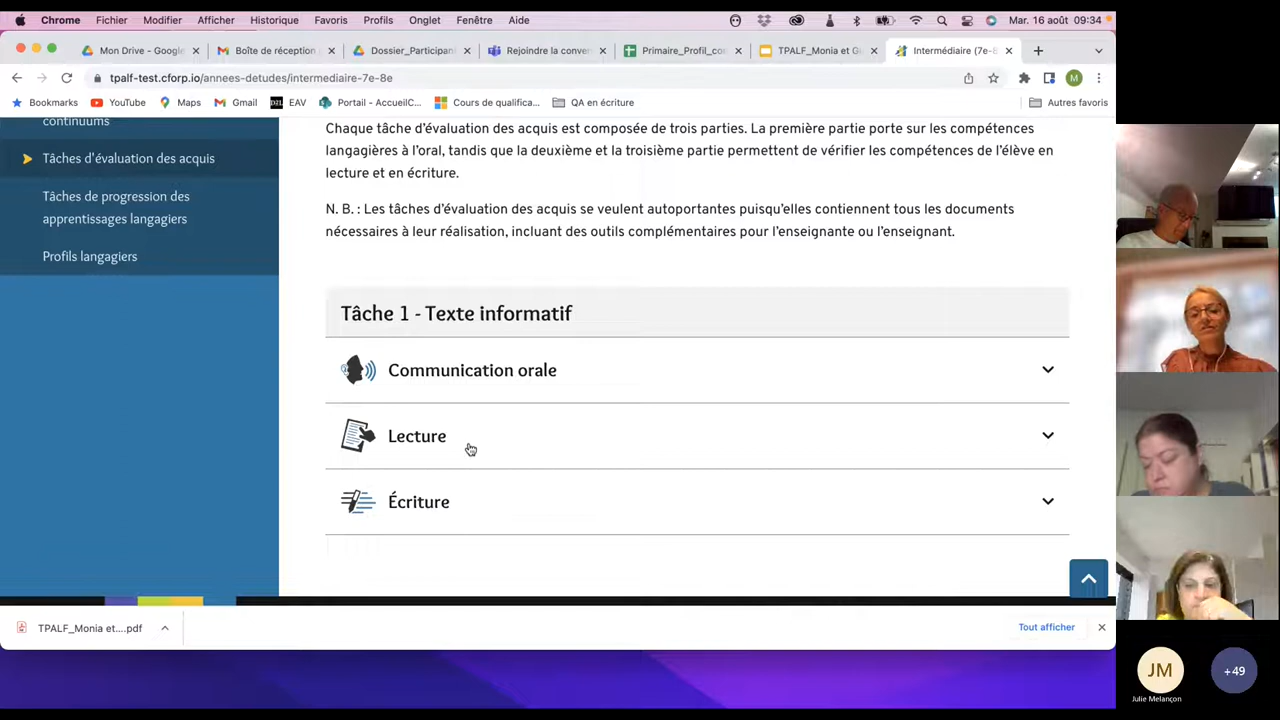 Chrome Fichier Modifier Afficher Historique Favoris Profils Onglet Fenêtre Aide Mar. 16 août 09:34
Mon Drive - Google
Boîte de réception
Dossier_Participan
Rejoindre la conver
Primaire_Profil_co
TPALF_Monia et G
Intermédiaire (7e-8
tpalf-test.cforp.io/annees-detudes/intermediaire-7e-8e
M
Bookmarks YouTube Maps Gmail D2L EAV Portail - AccueilC... Cours de qualifica... QA en écriture Autres favoris
continuums
Tâches d'évaluation des acquis
Tâches de progression des
apprentissages langagiers
Profils langagiers
Chaque tâche d'évaluation des acquis est composée de trois parties. La première partie porte sur les compétences
langagières à l'oral, tandis que la deuxième et la troisième partie permettent de vérifier les compétences de l'élève en
lecture et en écriture.
N. B. : Les tâches d'évaluation des acquis se veulent autoportantes puisqu'elles contiennent tous les documents
nécessaires à leur réalisation, incluant des outils complémentaires pour l'enseignante ou l'enseignant.
Tâche 1 - Texte informatif
Communication orale
Lecture
Écriture
TPALF_Monia et....pdf
Tout afficher
JM
Julie Melançon
+49